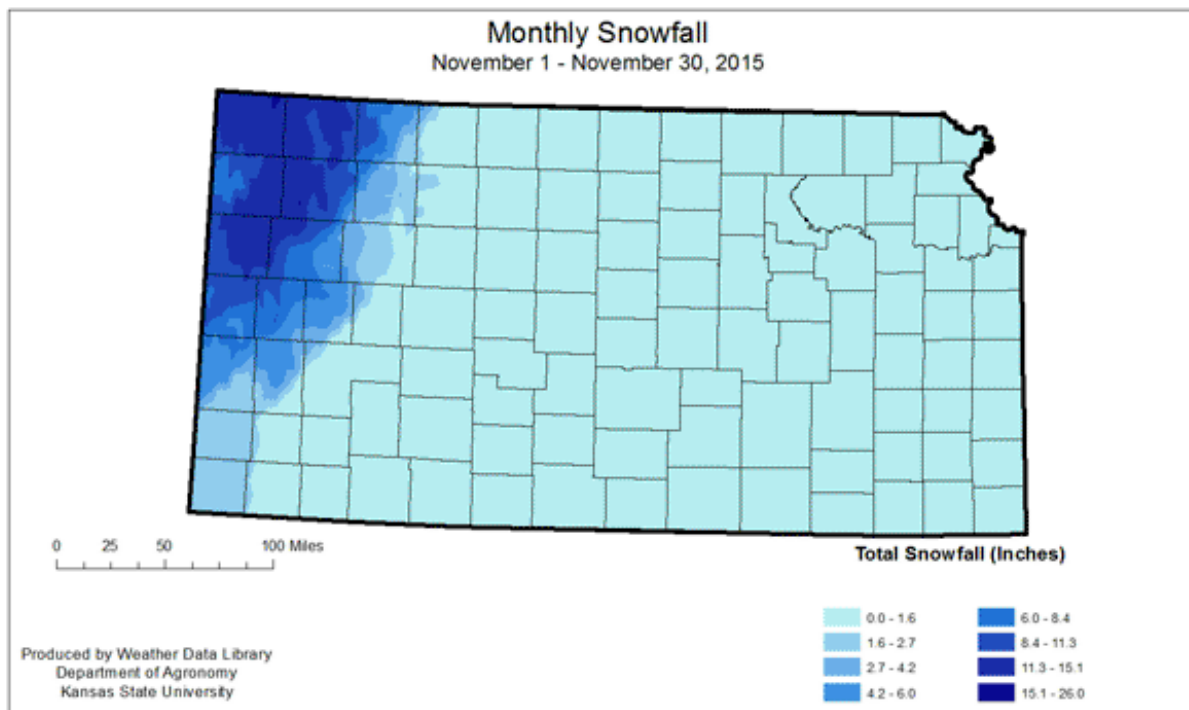 Monthly Snowfall
November 1 - November 30, 2015
0 25 50 100 Miles
Total Snowfall (Inches)
0.0 - 1.6
1.6 - 2.7
2.7 - 4.2
4.2 - 6.0
6.0 - 8.4
8.4 - 11.3
11.3 - 15.1
15.1 - 26.0
Produced by Weather Data Library
Department of Agronomy
Kansas State University